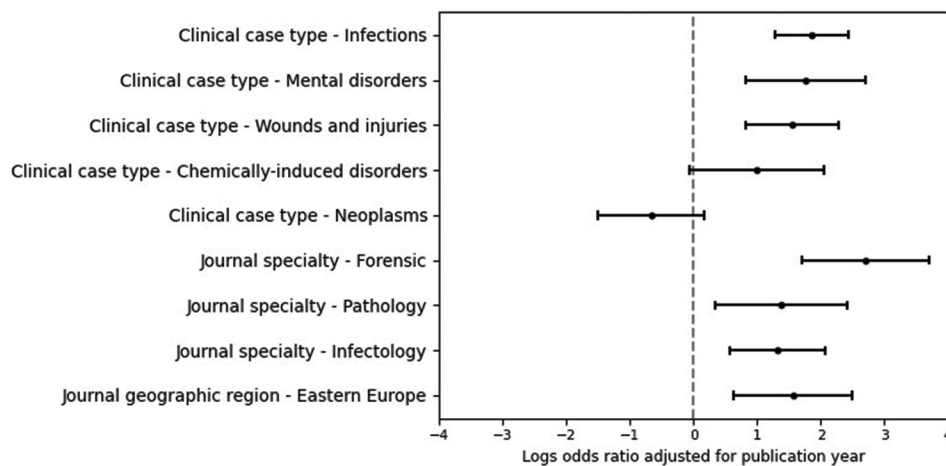 Clinical case type - Infections
Clinical case type - Mental disorders
Clinical case type - Wounds and injuries
Clinical case type - Chemically-induced disorders
Clinical case type - Neoplasms
Journal specialty - Forensic
Journal specialty - Pathology
Journal specialty - Infectology
Journal geographic region - Eastern Europe
−4 −3 −2 −1 0 1 2 3 4
Logs odds ratio adjusted for publication year